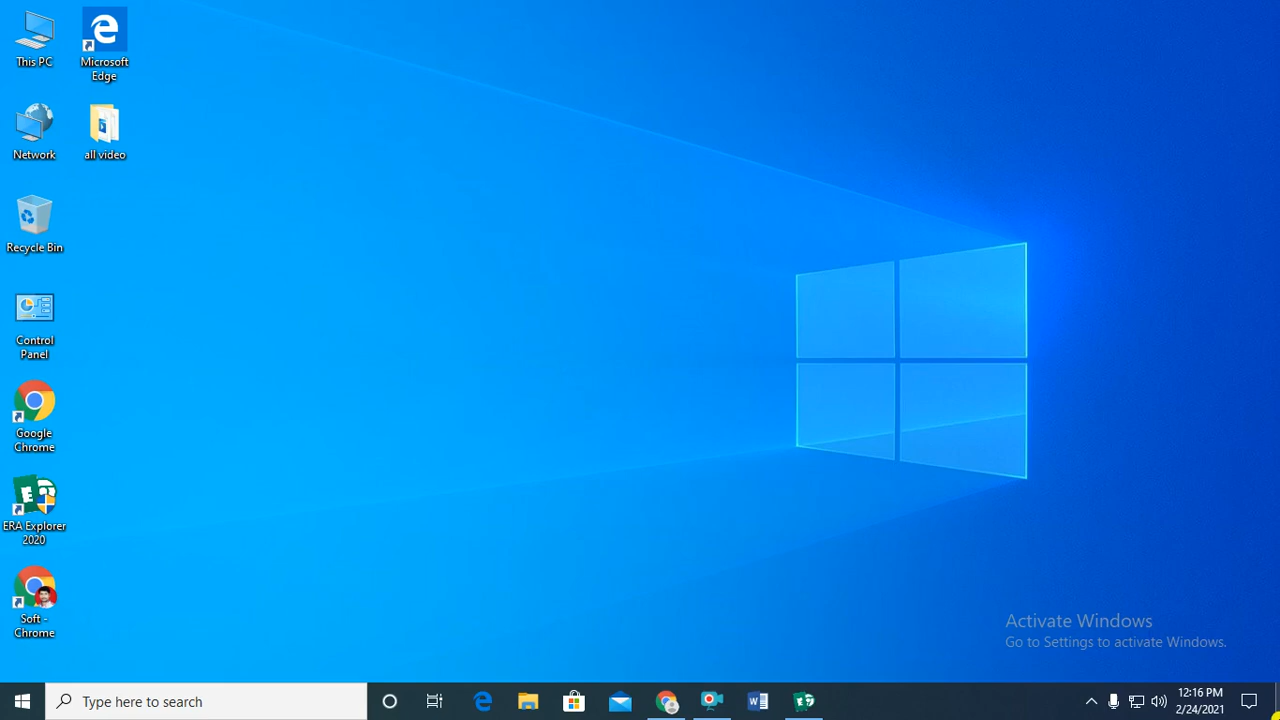 This PC
Microsoft
Edge
Network
all video
Recycle Bin
Control
Panel
Google
Chrome
ERA Explorer
2020
Soft -
Chrome
Activate Windows
Go to Settings to activate Windows.
Type here to search
12:16 PM
2/24/2021